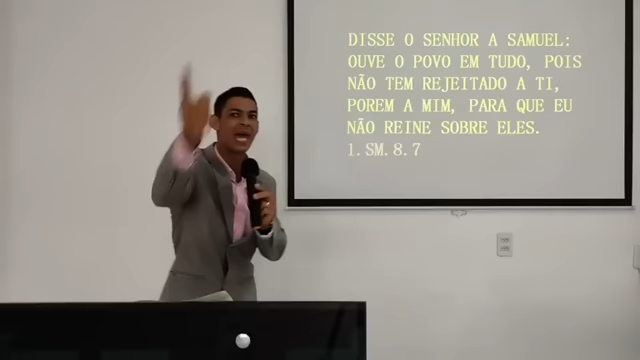 DISSE O SENHOR A SAMUEL:
OUVE O POVO EM TUDO, POIS
NÃO TEM REJEITADO A TI,
POREM A MIM, PARA QUE EU
NÃO REINE SOBRE ELES.
1.SM.8.7